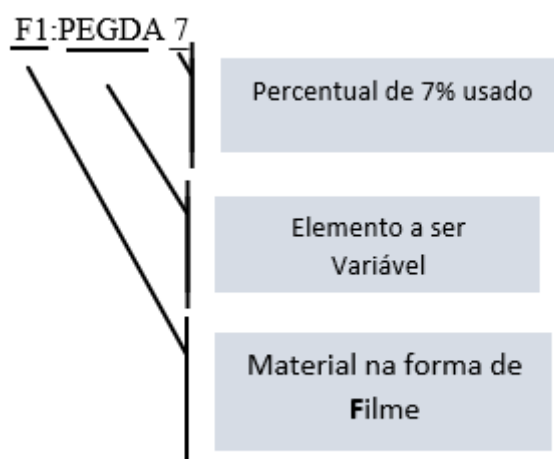 F1:PEGDA 7
Percentual de 7% usado
Elemento a ser
Variável
Material na forma de
Filme